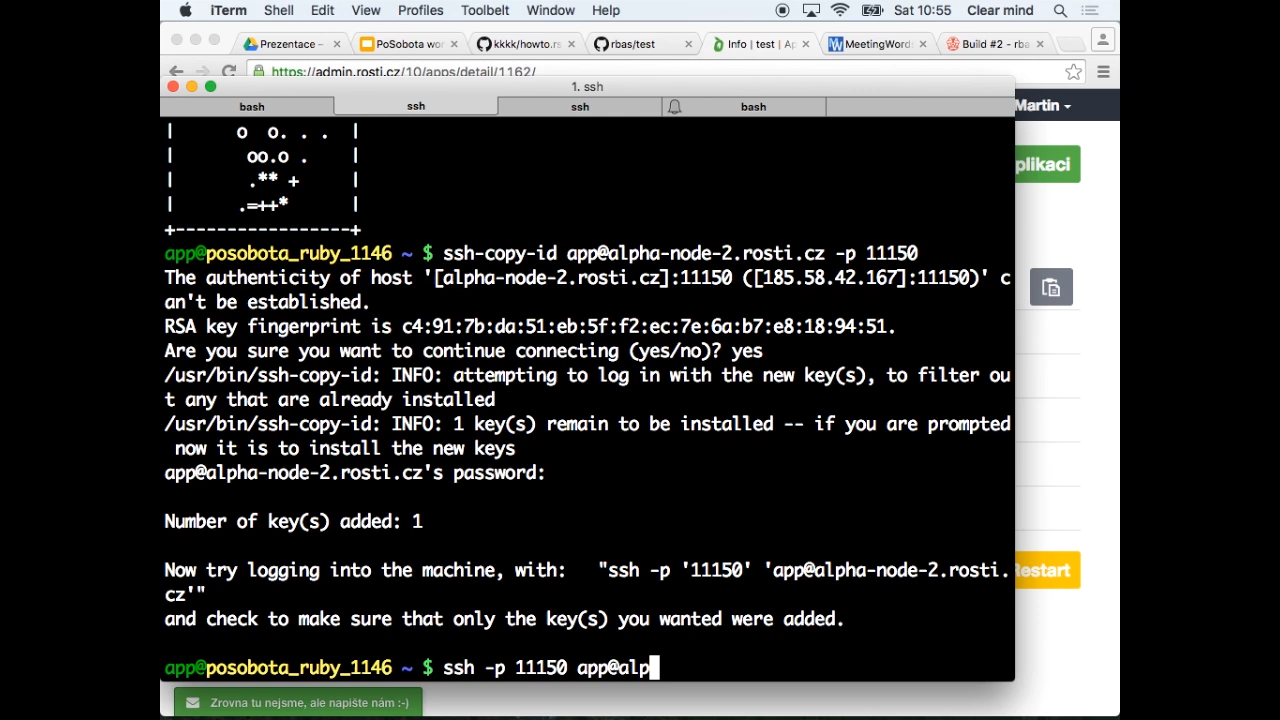 iTerm Shell Edit View Profiles Toolbelt Window Help Sat 10:55 Clear mind
Prezentace – PoSobota wo kkkk/howto.rs rbas/test Info | test | Ap MeetingWords Build #2 - rba
https://admin.rosti.cz/10/apps/detail/1162/
1. ssh
bash ssh ssh bash
Martin
plikaci
| o o. . . |
| oo.o . |
| .** + |
| .=++* |
+-----------------+
app@posobota_ruby_1146 ~ $ ssh-copy-id app@alpha-node-2.rosti.cz -p 11150
The authenticity of host '[alpha-node-2.rosti.cz]:11150 ([185.58.42.167]:11150)' c
an't be established.
RSA key fingerprint is c4:91:7b:da:51:eb:5f:f2:ec:7e:6a:b7:e8:18:94:51.
Are you sure you want to continue connecting (yes/no)? yes
/usr/bin/ssh-copy-id: INFO: attempting to log in with the new key(s), to filter ou
t any that are already installed
/usr/bin/ssh-copy-id: INFO: 1 key(s) remain to be installed -- if you are prompted
now it is to install the new keys
app@alpha-node-2.rosti.cz's password:
Number of key(s) added: 1
Now try logging into the machine, with: "ssh -p '11150' 'app@alpha-node-2.rosti.
cz'"
and check to make sure that only the key(s) you wanted were added.
Restart
app@posobota_ruby_1146 ~ $ ssh -p 11150 app@alp
Zrovna tu nejsme, ale napište nám :-)